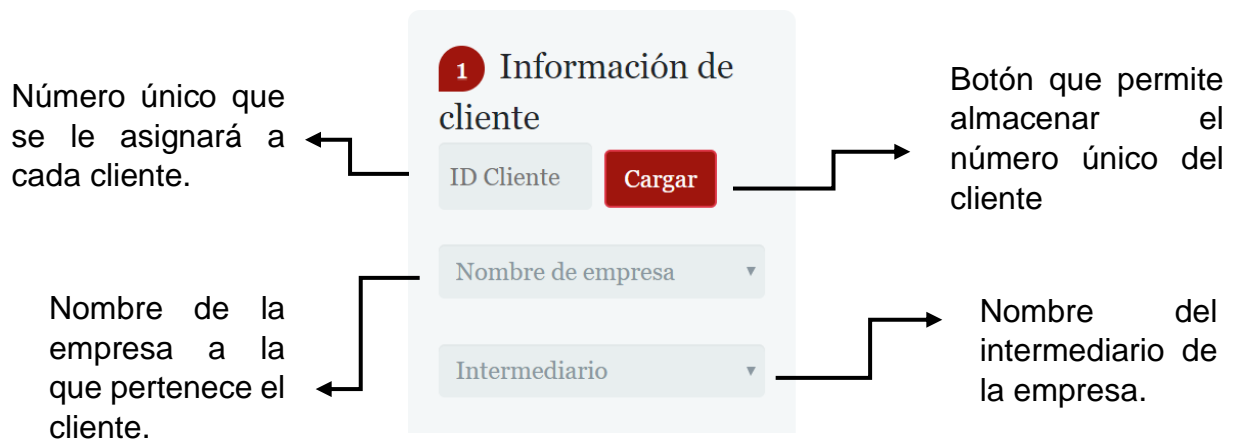 Número único que
se le asignará a
cada cliente.
1 Información de
cliente
ID Cliente
Cargar
Nombre de empresa
Intermediario
Botón que permite
almacenar el
número único del
cliente
Nombre de la
empresa a la
que pertenece el
cliente.
Nombre del
intermediario de
la empresa.